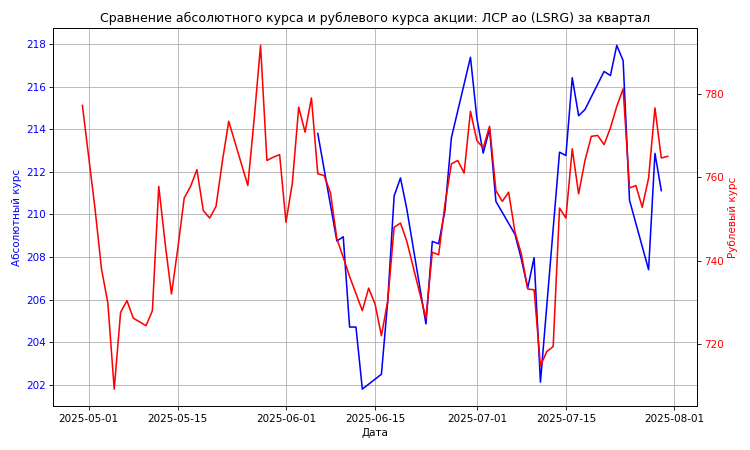 Сравнение абсолютного курса и рублевого курса акции: ЛСР ао (LSRG) за квартал
218
216
214
212
210
208
206
204
202
Абсолютный курс
780
760
740
720
Рублевый курс
2025-05-01 2025-05-15 2025-06-01 2025-06-15 2025-07-01 2025-07-15 2025-08-01
Дата